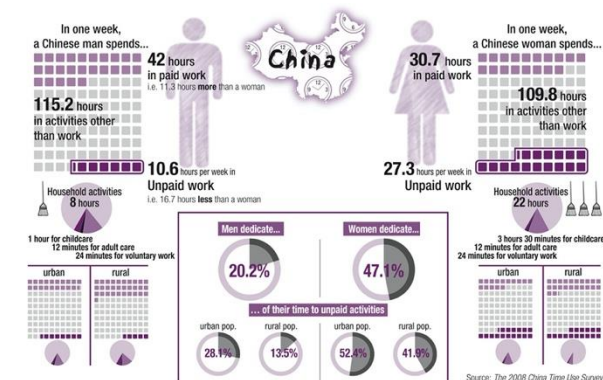 In one week,
a Chinese man spends...
42 hours
in paid work
i.e. 11.3 hours more than a woman
115.2 hours
in activities other
than work
10.6 hours per week in
Unpaid work
i.e. 16.7 hours less than a woman
Household activities
8 hours
1 hour for childcare
12 minutes for adult care
24 minutes for voluntary work
urban
rural
China
In one week,
a Chinese woman spends...
30.7 hours
in paid work
109.8 hours
in activities other
than work
27.3 hours per week in
Unpaid work
Household activities
22 hours
3 hours 30 minutes for childcare
12 minutes for adult care
24 minutes for voluntary work
urban
rural
Men dedicate...
Women dedicate...
20.2%
47.1%
... of their time to unpaid activities
urban pop.
rural pop.
urban pop.
rural pop.
28.1%
13.5%
52.4%
41.9%
Source: The 2008 China Time Use Survey